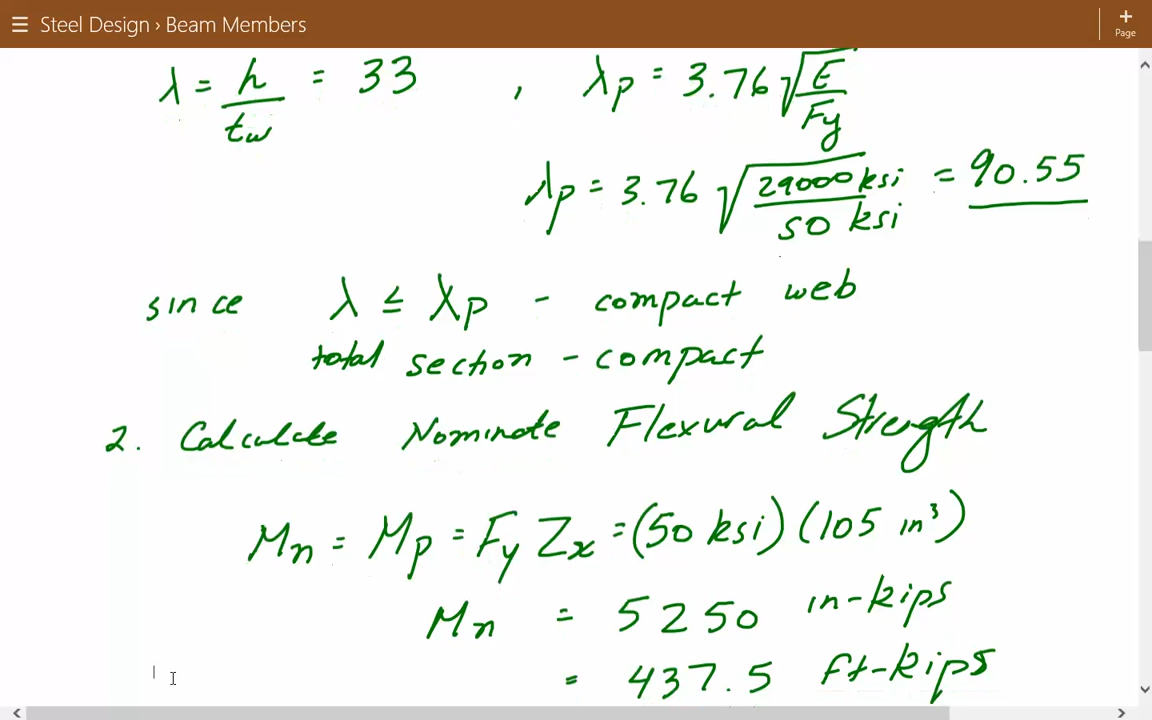 ☰ Steel Design › Beam Members
+ Page
λ = h/tw = 33 , λp = 3.76 √(E/Fy)
λp = 3.76 √(29000 ksi/50 ksi) = 90.55
since λ ≤ λp - compact web
total section - compact
2. Calculate Nominate Flexural Strength
Mn = Mp = Fy Zx = (50 ksi) (105 in³)
Mn = 5250 in-kips
= 437.5 ft-kips